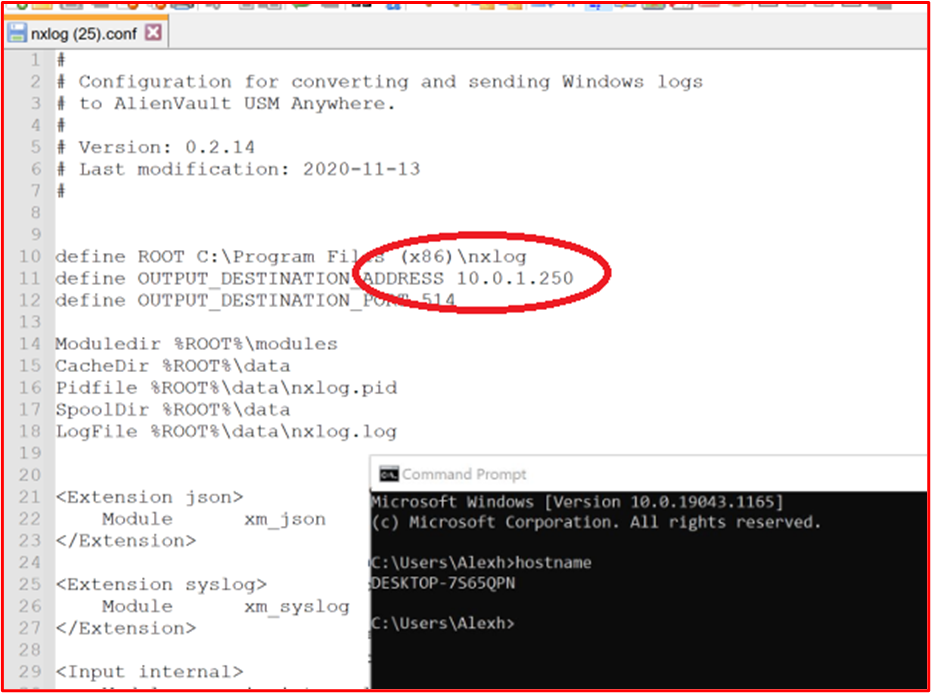 nxlog (25).conf
1 #
2 # Configuration for converting and sending Windows logs
3 # to AlienVault USM Anywhere.
4 #
5 # Version: 0.2.14
6 # Last modification: 2020-11-13
7 #
8
9
10 define ROOT C:\Program Files (x86)\nxlog
11 define OUTPUT_DESTINATION_ADDRESS 10.0.1.250
12 define OUTPUT_DESTINATION_PORT 514
13
14 Moduledir %ROOT%\modules
15 CacheDir %ROOT%\data
16 Pidfile %ROOT%\data\nxlog.pid
17 SpoolDir %ROOT%\data
18 LogFile %ROOT%\data\nxlog.log
19
20
21 <Extension json>
22 Module xm_json
23 </Extension>
24
25 <Extension syslog>
26 Module xm_syslog
27 </Extension>
28
29 <Input internal>
Command Prompt
Microsoft Windows [Version 10.0.19043.1165]
(c) Microsoft Corporation. All rights reserved.
C:\Users\Alexh>hostname
DESKTOP-7S65QPN
C:\Users\Alexh>